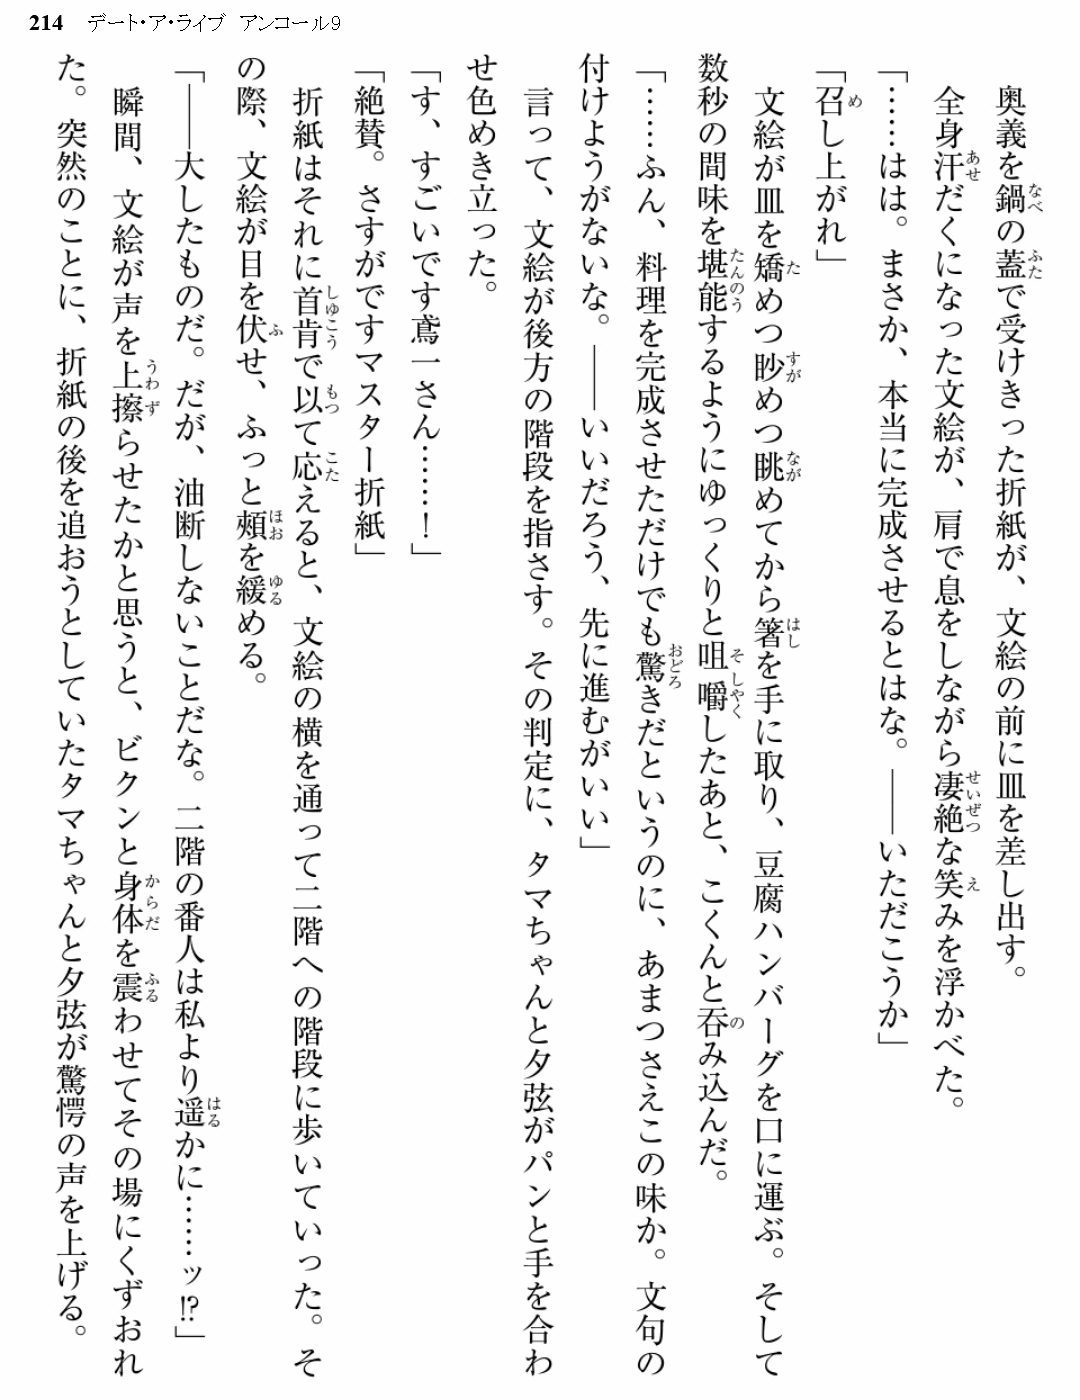 214 デート・ア・ライブ アンコール9
　奥義を鍋の蓋で受けきった折紙が、文絵の前に皿を差し出す。
　全身汗だくになった文絵が、肩で息をしながら凄絶な笑みを浮かべた。
「……はは。まさか、本当に完成させるとはな。――いただこうか」
「召し上がれ」
　文絵が皿を矯めつ眇めつ眺めてから箸を手に取り、豆腐ハンバーグを口に運ぶ。そして
数秒の間味を堪能するようにゆっくりと咀嚼したあと、こくんと呑み込んだ。
「……ふん、料理を完成させただけでも驚きだというのに、あまつさえこの味か。文句の
付けようがないな。――いいだろう、先に進むがいい」
　言って、文絵が後方の階段を指さす。その判定に、タマちゃんと夕弦がパンと手を合わ
せ色めき立った。
「す、すごいです鳶一さん……！」
「絶賛。さすがですマスター折紙」
　折紙はそれに首肯で以て応えると、文絵の横を通って二階への階段に歩いていった。そ
の際、文絵が目を伏せ、ふっと頰を緩める。
「――大したものだ。だが、油断しないことだな。二階の番人は私より遥かに……ッ⁉」
　瞬間、文絵が声を上擦らせたかと思うと、ビクンと身体を震わせてその場にくずおれ
た。突然のことに、折紙の後を追おうとしていたタマちゃんと夕弦が驚愕の声を上げる。